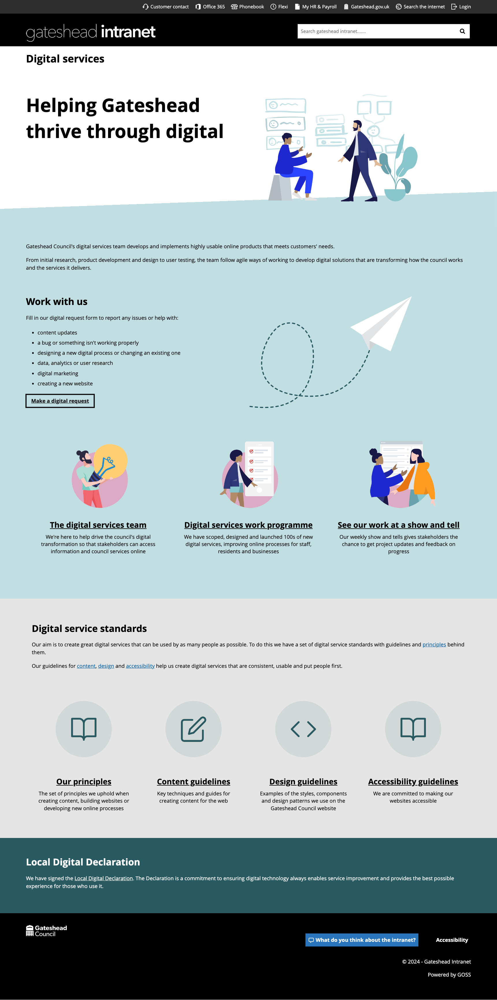 Customer contact Office 365 Phonebook Flexi My HR & Payroll Gateshead.gov.uk Search the internet Login
gateshead intranet
Search gateshead intranet.......
Digital services
Helping Gateshead
thrive through digital
Gateshead Council's digital services team develops and implements highly usable online products that meets customers' needs.
From initial research, product development and design to user testing, the team follow agile ways of working to develop digital solutions that are transforming how the council works
and the services it delivers.
Work with us
Fill in our digital request form to report any issues or help with:
• content updates
• a bug or something isn't working properly
• designing a new digital process or changing an existing one
• data, analytics or user research
• digital marketing
• creating a new website
Make a digital request
The digital services team
We're here to help drive the council's digital
transformation so that stakeholders can access
information and council services online
Digital services work programme
We have scoped, designed and launched 100s of new
digital services, improving online processes for staff,
residents and businesses
See our work at a show and tell
Our weekly show and tells gives stakeholders the
chance to get project updates and feedback on
progress
Digital service standards
Our aim is to create great digital services that can be used by as many people as possible. To do this we have a set of digital service standards with guidelines and principles behind
them.
Our guidelines for content, design and accessibility help us create digital services that are consistent, usable and put people first.
Our principles
The set of principles we uphold when
creating content, building websites or
developing new online processes
Content guidelines
Key techniques and guides for
creating content for the web
Design guidelines
Examples of the styles, components
and design patterns we use on the
Gateshead Council website
Accessibility guidelines
We are committed to making our
websites accessible
Local Digital Declaration
We have signed the Local Digital Declaration. The Declaration is a commitment to ensuring digital technology always enables service improvement and provides the best possible
experience for those who use it.
Gateshead
Council
What do you think about the intranet?
Accessibility
© 2024 - Gateshead Intranet
Powered by GOSS